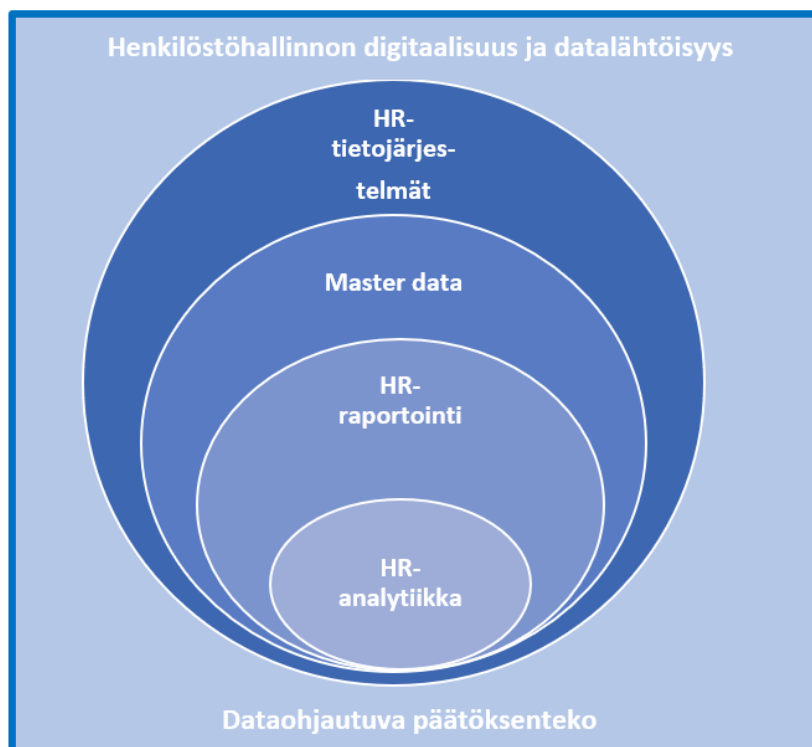 Henkilöstöhallinnon digitaalisuus ja datalähtöisyys
HR-
tietojärjes-
telmät
Master data
HR-
raportointi
HR-
analytiikka
Dataohjautuva päätöksenteko